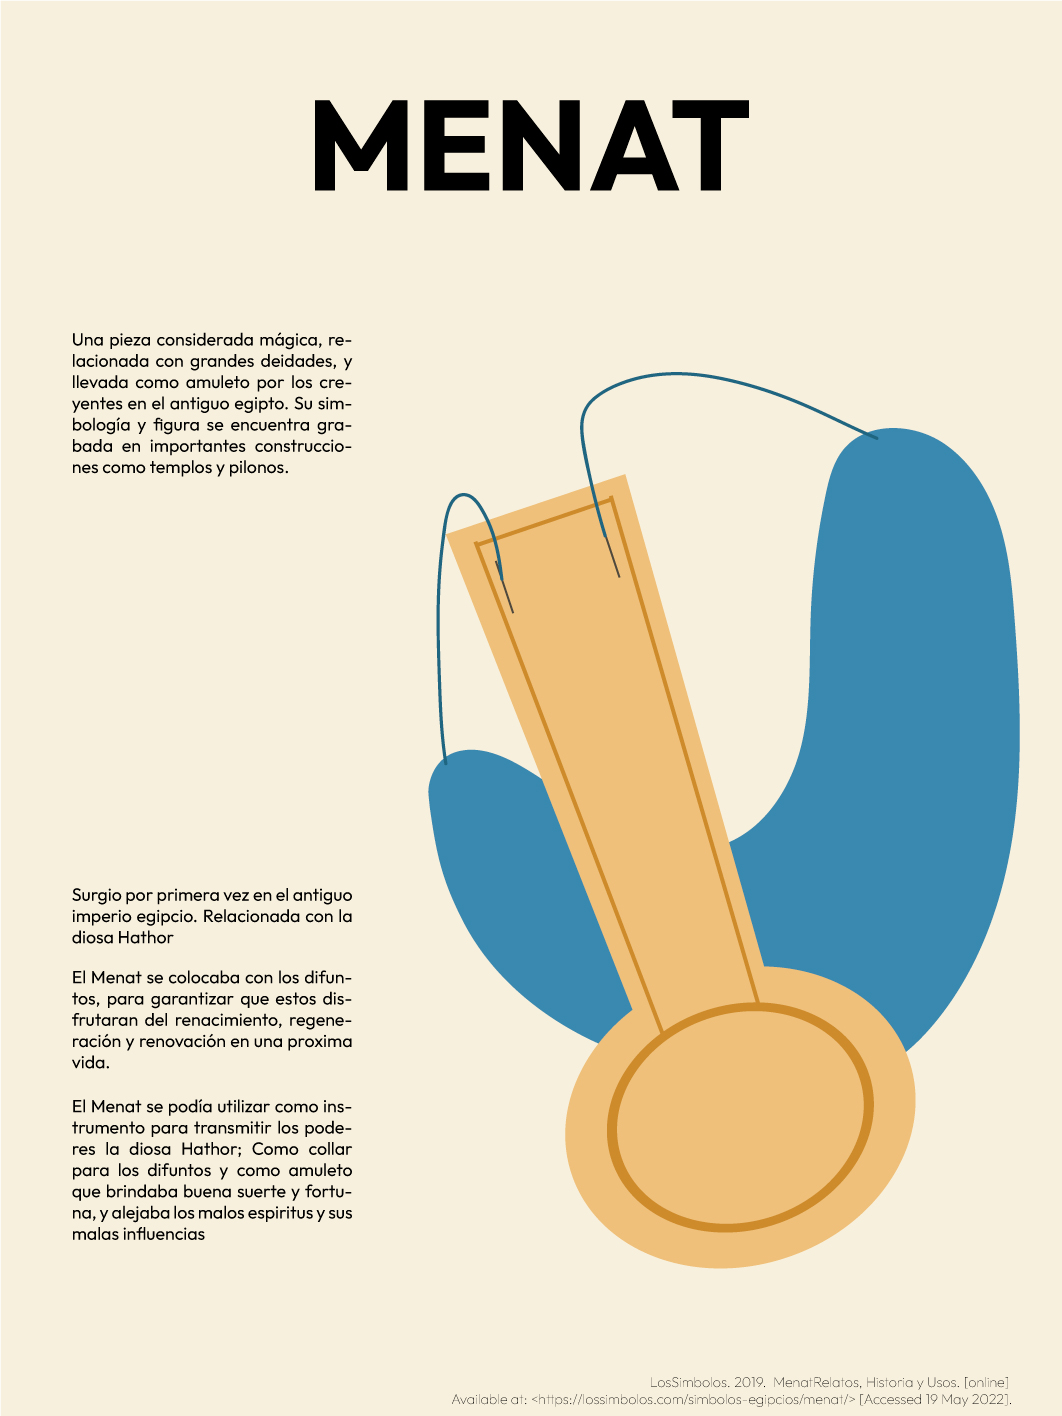 MENAT
Una pieza considerada mágica, re-
lacionada con grandes deidades, y
llevada como amuleto por los cre-
yentes en el antiguo egipto. Su sim-
bología y figura se encuentra gra-
bada en importantes construccio-
nes como templos y pilonos.
Surgio por primera vez en el antiguo
imperio egipcio. Relacionada con la
diosa Hathor
El Menat se colocaba con los difun-
tos, para garantizar que estos dis-
frutaran del renacimiento, regene-
ración y renovación en una proxima
vida.
El Menat se podía utilizar como ins-
trumento para transmitir los pode-
res la diosa Hathor; Como collar
para los difuntos y como amuleto
que brindaba buena suerte y fortu-
na, y alejaba los malos espiritus y sus
malas influencias
LosSimbolos. 2019. MenatRelatos, Historia y Usos. [online]
Available at: <https://lossimbolos.com/simbolos-egipcios/menat/> [Accessed 19 May 2022].